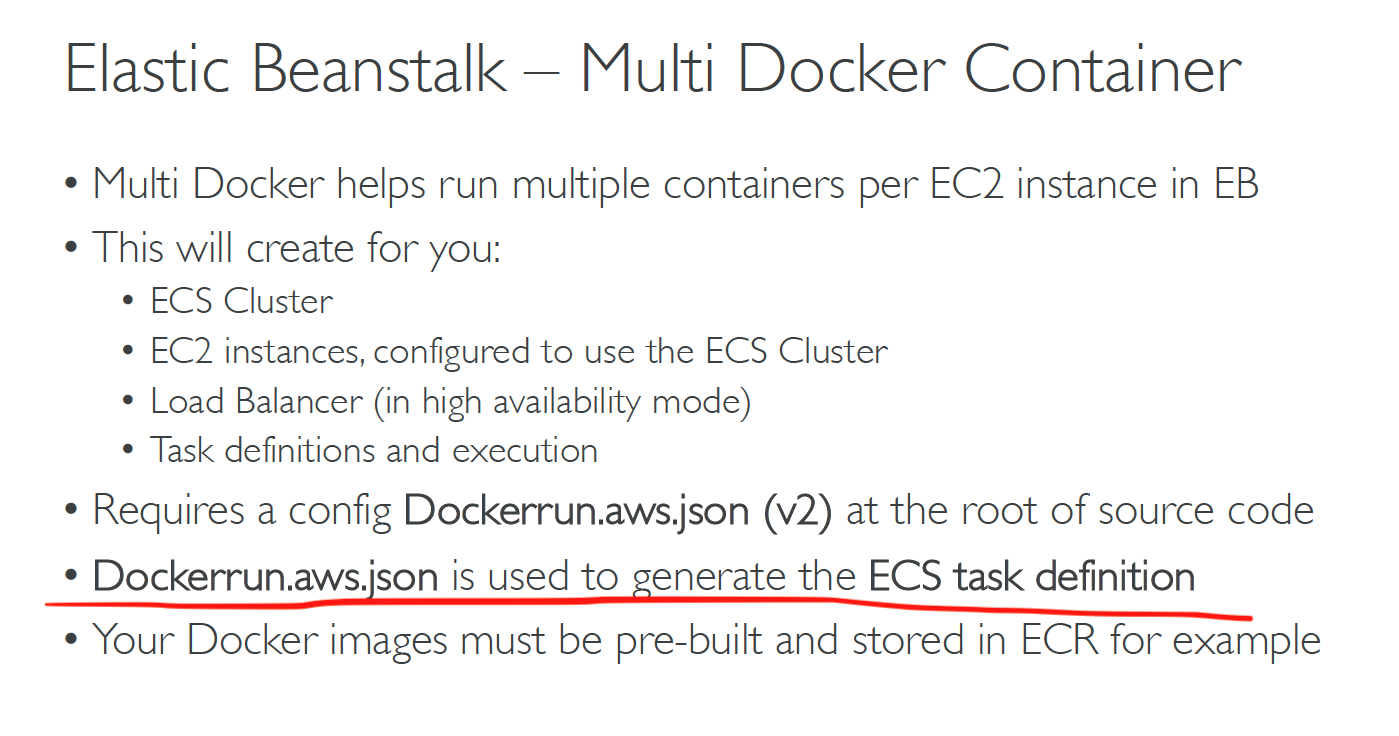 Elastic Beanstalk – Multi Docker Container
• Multi Docker helps run multiple containers per EC2 instance in EB
• This will create for you:
• ECS Cluster
• EC2 instances, configured to use the ECS Cluster
• Load Balancer (in high availability mode)
• Task definitions and execution
• Requires a config Dockerrun.aws.json (v2) at the root of source code
• Dockerrun.aws.json is used to generate the ECS task definition
• Your Docker images must be pre-built and stored in ECR for example